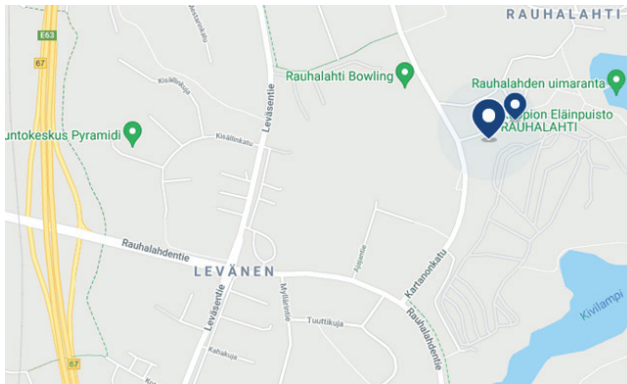 RAUHALAHTI
E63
67
Kisällinkuja
Leväsentie
Rauhalahti Bowling
Rauhalahden uimaranta
Eläinpuisto
RAUHALAHTI
Pyramidi
Kisällinkatu
Rauhalahdentie
LEVÄNEN
Myllärintie
Kartanonkatu
Kivilampi
Leväsentie
Tuuttikuja
Rauhalahdentie
Kahakuja
67